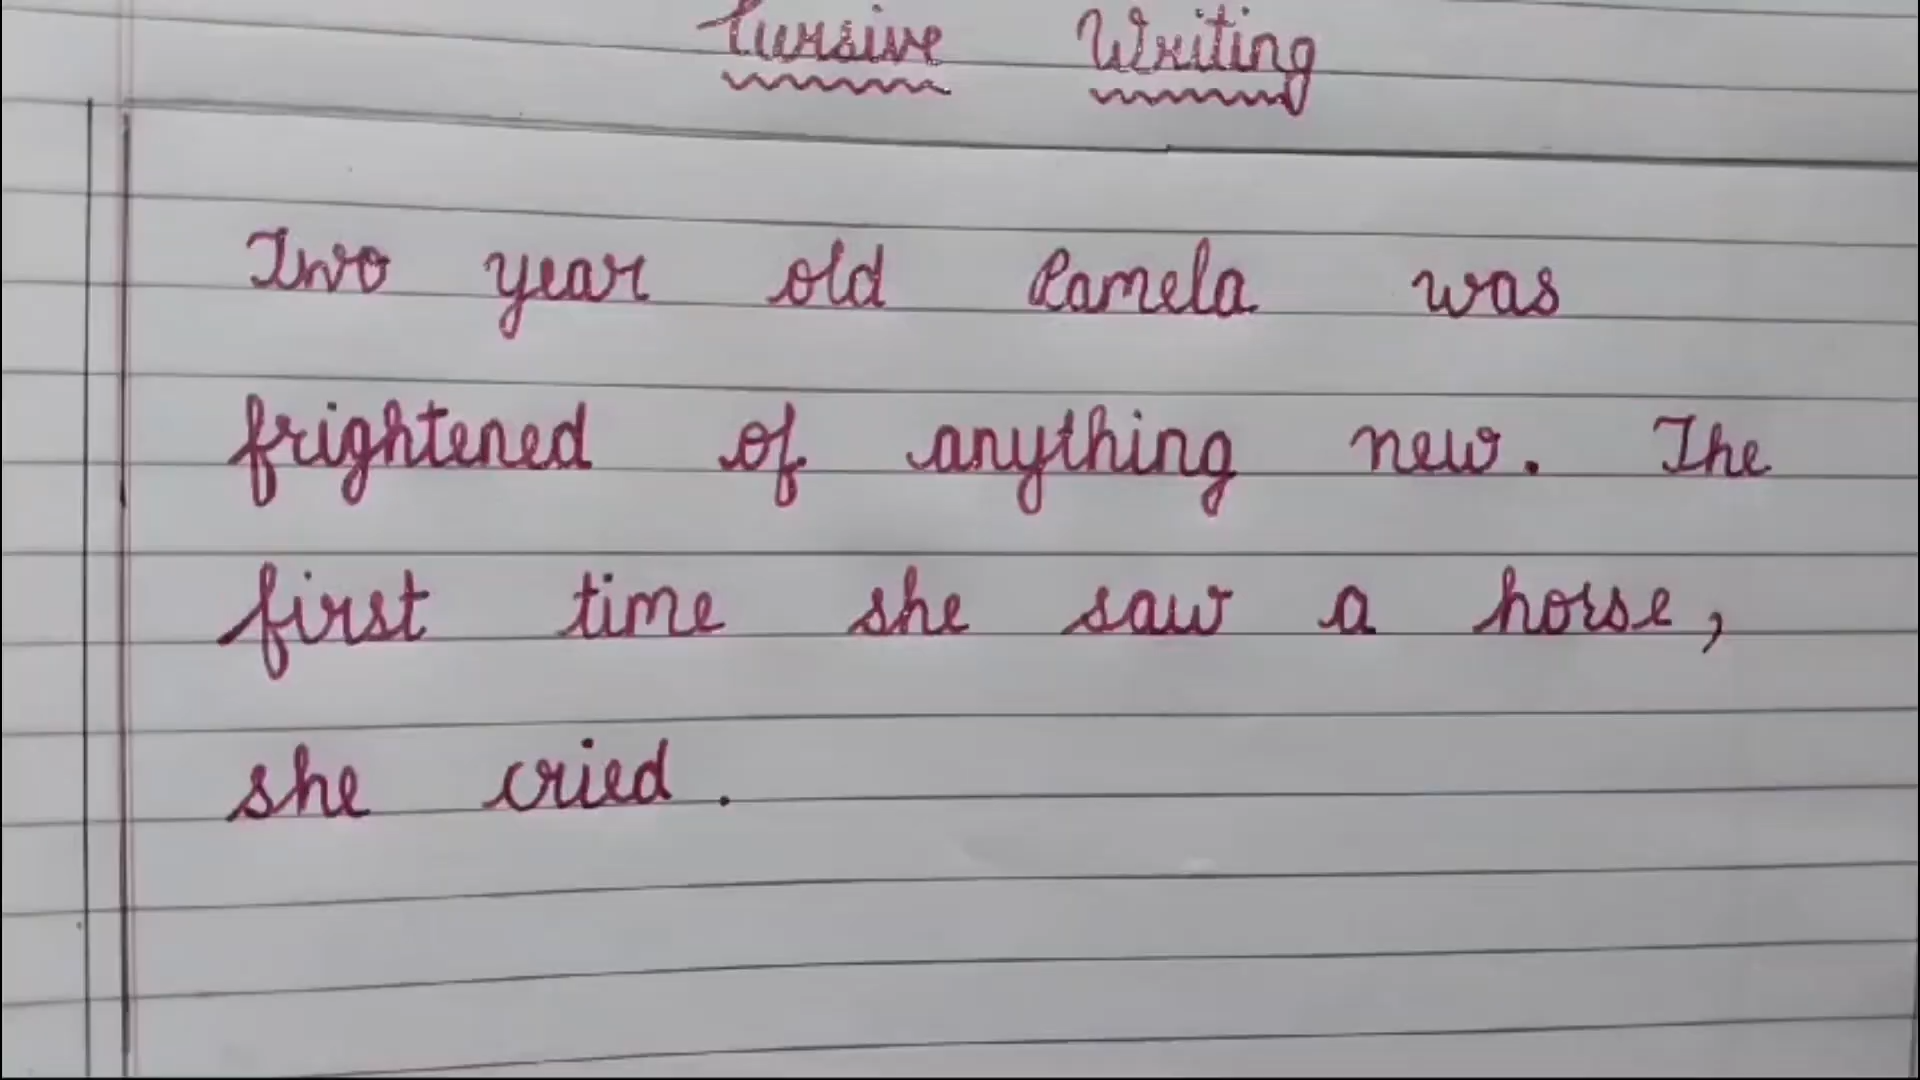 Cursive Writing
Two year old Pamela was
frightened of anything new. The
first time she saw a horse,
she cried.